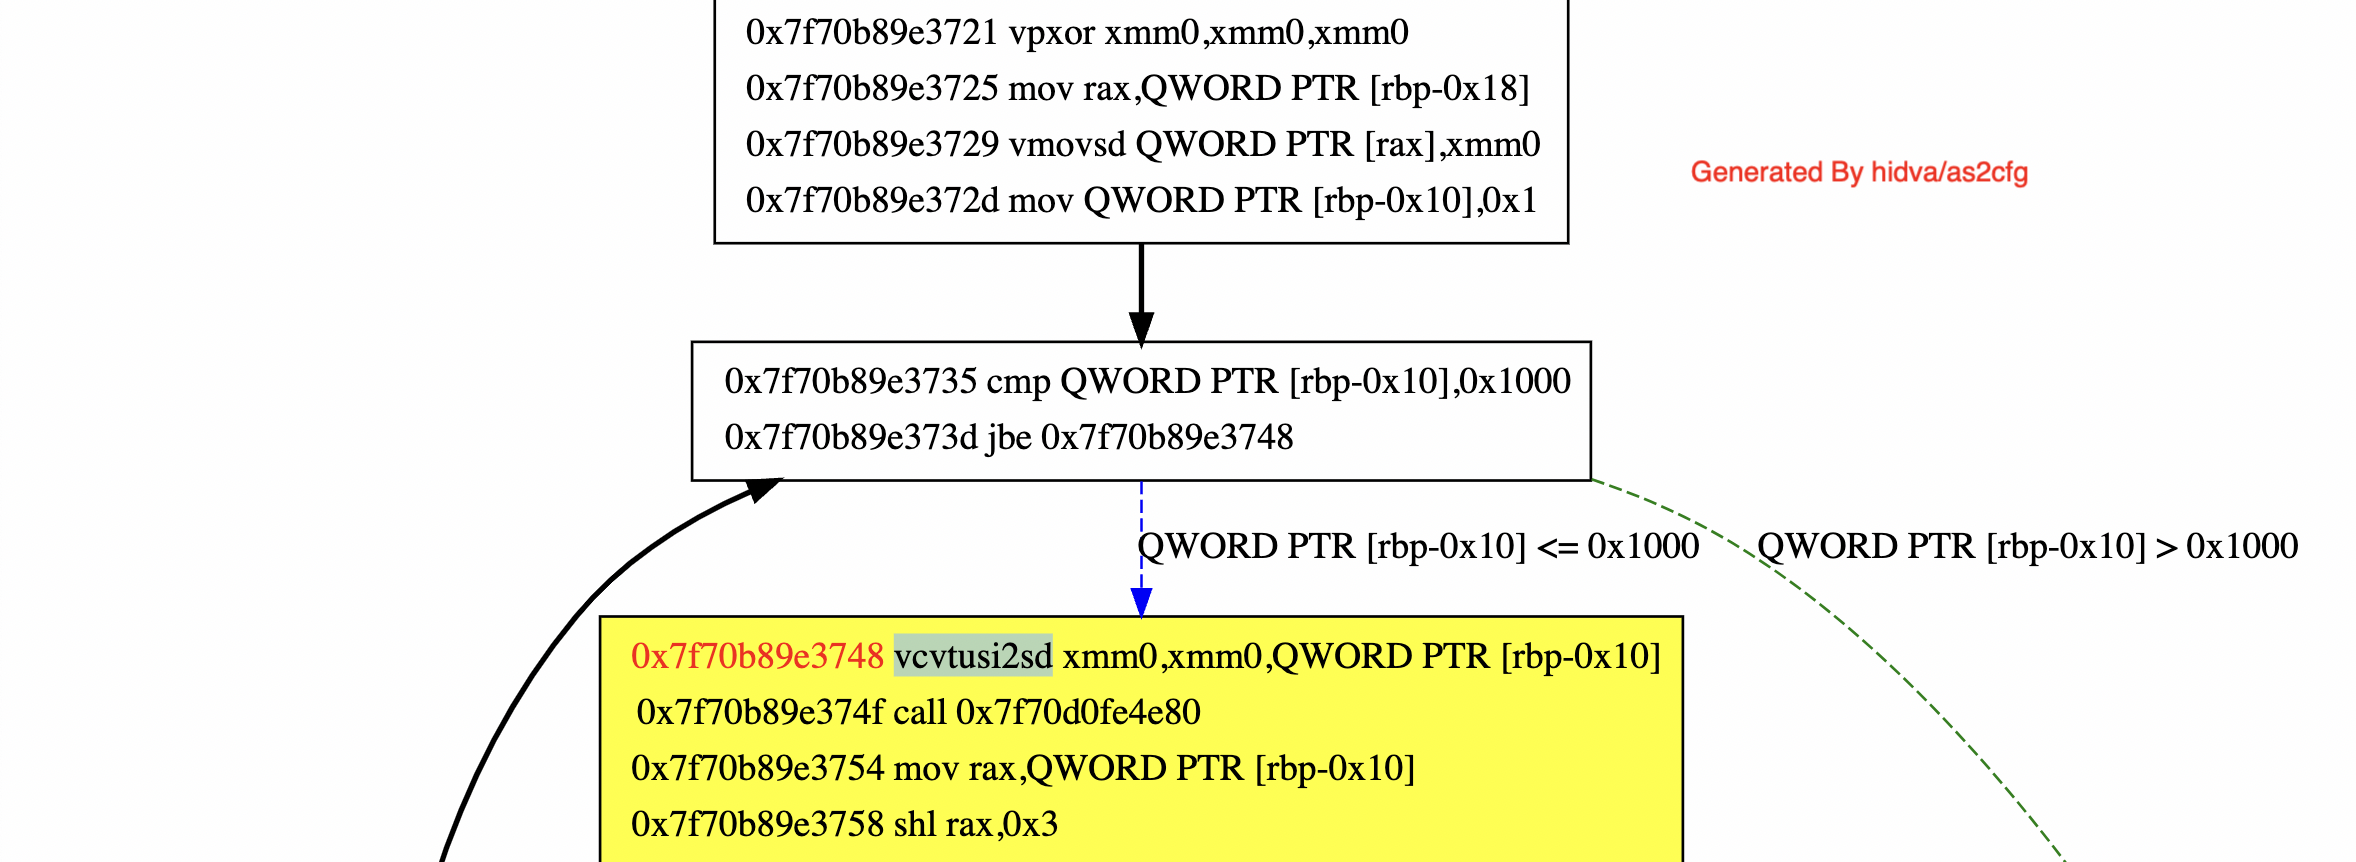 0x7f70b89e3721 vpxor xmm0,xmm0,xmm0
0x7f70b89e3725 mov rax,QWORD PTR [rbp-0x18]
0x7f70b89e3729 vmovsd QWORD PTR [rax],xmm0
0x7f70b89e372d mov QWORD PTR [rbp-0x10],0x1
Generated By hidva/as2cfg
0x7f70b89e3735 cmp QWORD PTR [rbp-0x10],0x1000
0x7f70b89e373d jbe 0x7f70b89e3748
QWORD PTR [rbp-0x10] <= 0x1000
QWORD PTR [rbp-0x10] > 0x1000
0x7f70b89e3748 vcvtusi2sd xmm0,xmm0,QWORD PTR [rbp-0x10]
0x7f70b89e374f call 0x7f70d0fe4e80
0x7f70b89e3754 mov rax,QWORD PTR [rbp-0x10]
0x7f70b89e3758 shl rax,0x3